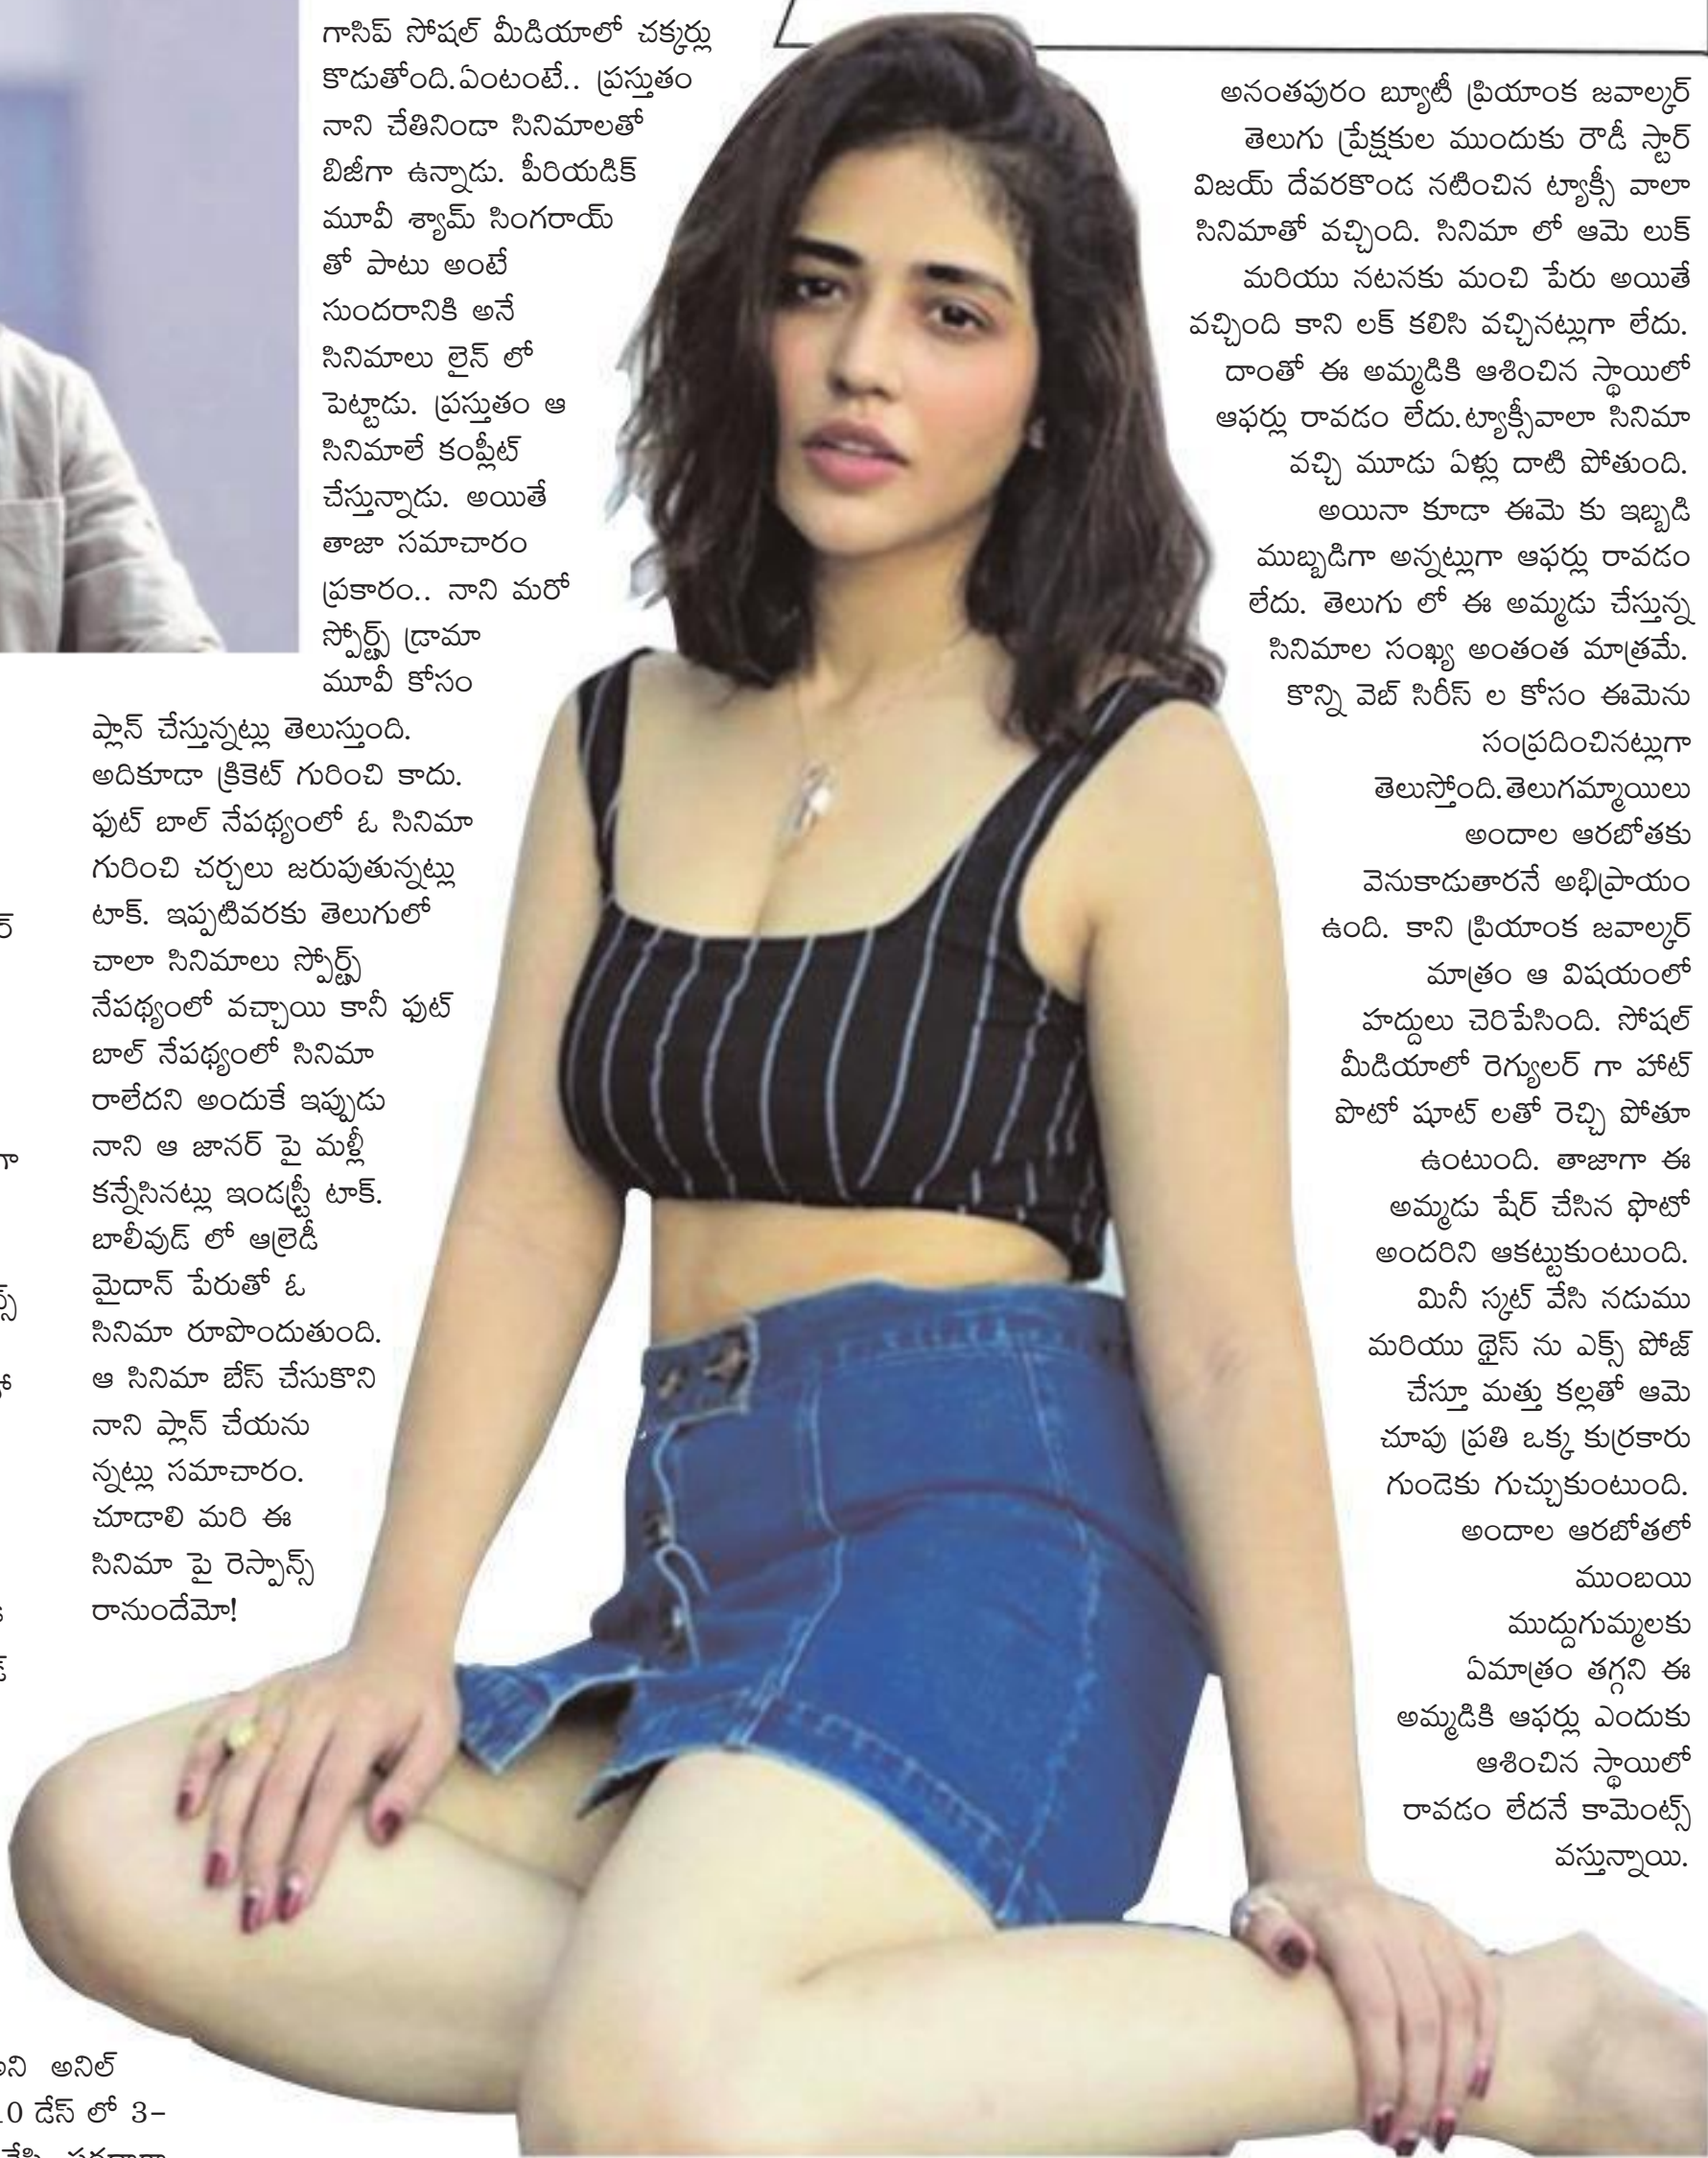 గాసిప్ సోషల్ మీడియాలో చక్కర్లు
కొడుతోంది.ఏంటంటే.. ప్రస్తుతం
నాని చేతినిండా సినిమాలతో
బిజీగా ఉన్నాడు. పీరియడిక్
మూవీ శ్యామ్ సింగరాయ్
తో పాటు అంటే
సుందరానికి అనే
సినిమాలు లైన్ లో
పెట్టాడు. ప్రస్తుతం ఆ
సినిమాలే కంప్లీట్
చేస్తున్నాడు. అయితే
తాజా సమాచారం
ప్రకారం.. నాని మరో
స్పోర్ట్స్ డ్రామా
మూవీ కోసం
ప్లాన్ చేస్తున్నట్లు తెలుస్తుంది.
అదికూడా క్రికెట్ గురించి కాదు.
ఫుట్ బాల్ నేపథ్యంలో ఓ సినిమా
గురించి చర్చలు జరుపుతున్నట్లు
టాక్. ఇప్పటివరకు తెలుగులో
చాలా సినిమాలు స్పోర్ట్స్
నేపథ్యంలో వచ్చాయి కానీ ఫుట్
బాల్ నేపథ్యంలో సినిమా
రాలేదని అందుకే ఇప్పుడు
నాని ఆ జానర్ పై మళ్లీ
కన్నేసినట్లు ఇండస్ట్రీ టాక్.
బాలీవుడ్ లో ఆల్రెడీ
మైదాన్ పేరుతో ఓ
సినిమా రూపొందుతుంది.
ఆ సినిమా బేస్ చేసుకొని
నాని ప్లాన్ చేయను
న్నట్లు సమాచారం.
చూడాలి మరి ఈ
సినిమా పై రెస్పాన్స్
రానుందేమో!
అనంతపురం బ్యూటీ ప్రియాంక జవాల్కర్
తెలుగు ప్రేక్షకుల ముందుకు రౌడీ స్టార్
విజయ్ దేవరకొండ నటించిన ట్యాక్సీ వాలా
సినిమాతో వచ్చింది. సినిమా లో ఆమె లుక్
మరియు నటనకు మంచి పేరు అయితే
వచ్చింది కాని లక్ కలిసి వచ్చినట్లుగా లేదు.
దాంతో ఈ అమ్మడికి ఆశించిన స్థాయిలో
ఆఫర్లు రావడం లేదు.ట్యాక్సీవాలా సినిమా
వచ్చి మూడు ఏళ్లు దాటి పోతుంది.
అయినా కూడా ఈమె కు ఇబ్బడి
ముబ్బడిగా అన్నట్లుగా ఆఫర్లు రావడం
లేదు. తెలుగు లో ఈ అమ్మడు చేస్తున్న
సినిమాల సంఖ్య అంతంత మాత్రమే.
కొన్ని వెబ్ సిరీస్ ల కోసం ఈమెను
సంప్రదించినట్లుగా
తెలుస్తోంది.తెలుగమ్మాయిలు
అందాల ఆరబోతకు
వెనుకాడుతారనే అభిప్రాయం
ఉంది. కాని ప్రియాంక జవాల్కర్
మాత్రం ఆ విషయంలో
హద్దులు చెరిపేసింది. సోషల్
మీడియాలో రెగ్యులర్ గా హాట్
పొటో షూట్ లతో రెచ్చి పోతూ
ఉంటుంది. తాజాగా ఈ
అమ్మడు షేర్ చేసిన ఫొటో
అందరిని ఆకట్టుకుంటుంది.
మినీ స్కట్ వేసి నడుము
మరియు థైస్ ను ఎక్స్ పోజ్
చేస్తూ మత్తు కల్లతో ఆమె
చూపు ప్రతి ఒక్క కుర్రకారు
గుండెకు గుచ్చుకుంటుంది.
అందాల ఆరబోతలో
ముంబయి
ముద్దుగుమ్మలకు
ఏమాత్రం తగ్గని ఈ
అమ్మడికి ఆఫర్లు ఎందుకు
ఆశించిన స్థాయిలో
రావడం లేదనే కామెంట్స్
వస్తున్నాయి.
అనిల్
డేస్ లో 3-